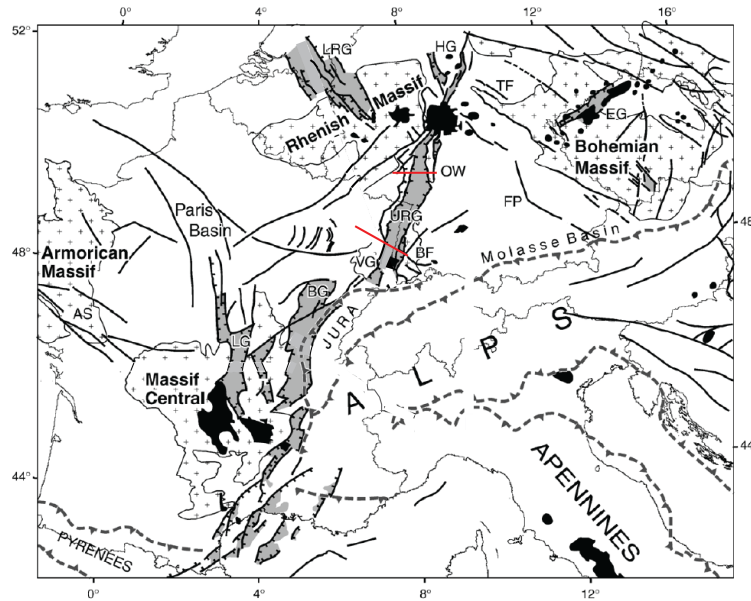 0° 4° 8° 12° 16°
52°
LRG
HG
TF
Rhenish Massif
EG
Bohemian
Massif
OW
FP
URG
Paris
Basin
48°
48
Armorican
Massif
VG
BF
Molasse Basin
AS
BG
LG
JURA
ALPS
Massif
Central
44°
44
APENNINES
PYRENEES
0° 4° 8° 12°